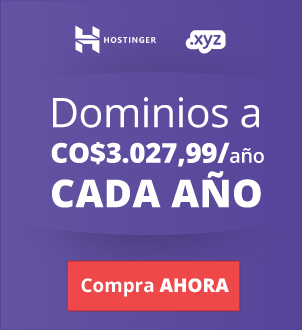 HOSTINGER .xyz
Dominios a
CO$3.027,99/año
CADA AÑO
Compra AHORA